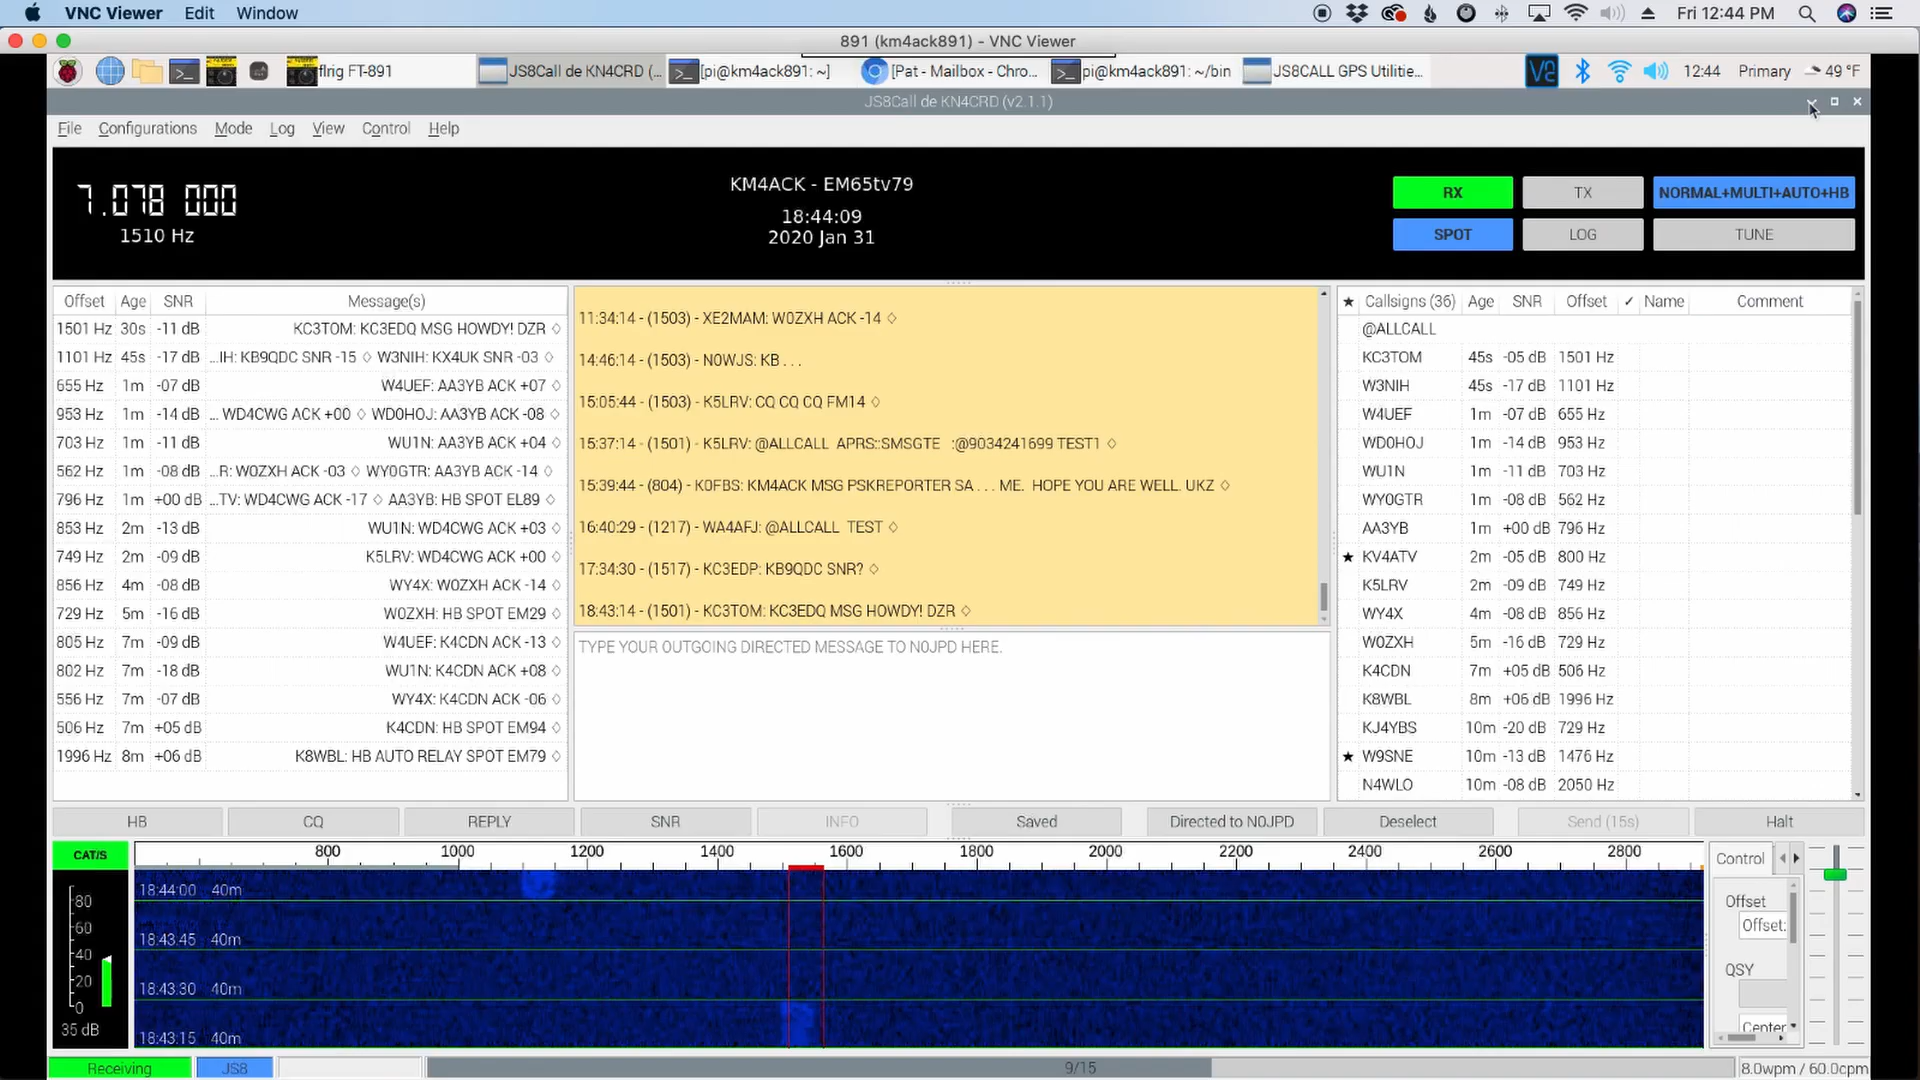 VNC Viewer Edit Window Fri 12:44 PM
891 (km4ack891) - VNC Viewer
flrig FT-891 JS8Call de KN4CRD (... [pi@km4ack891: ~] [Pat - Mailbox - Chro... pi@km4ack891: ~/bin JS8CALL GPS Utilitie... V2 12:44 Primary 49 °F
JS8Call de KN4CRD (v2.1.1)
File Configurations Mode Log View Control Help
7.078 000
1510 Hz
KM4ACK - EM65tv79
18:44:09
2020 Jan 31
RX TX NORMAL+MULTI+AUTO+HB
SPOT LOG TUNE
Offset Age SNR Message(s)
1501 Hz 30s -11 dB KC3TOM: KC3EDQ MSG HOWDY! DZR ♢
1101 Hz 45s -17 dB ...IH: KB9QDC SNR -15 ♢ W3NIH: KX4UK SNR -03 ♢
655 Hz 1m -07 dB W4UEF: AA3YB ACK +07 ♢
953 Hz 1m -14 dB ... WD4CWG ACK +00 ♢ WD0HOJ: AA3YB ACK -08 ♢
703 Hz 1m -11 dB WU1N: AA3YB ACK +04 ♢
562 Hz 1m -08 dB ...R: W0ZXH ACK -03 ♢ WY0GTR: AA3YB ACK -14 ♢
796 Hz 1m +00 dB ...TV: WD4CWG ACK -17 ♢ AA3YB: HB SPOT EL89 ♢
853 Hz 2m -13 dB WU1N: WD4CWG ACK +03 ♢
749 Hz 2m -09 dB K5LRV: WD4CWG ACK +00 ♢
856 Hz 4m -08 dB WY4X: W0ZXH ACK -14 ♢
729 Hz 5m -16 dB W0ZXH: HB SPOT EM29 ♢
805 Hz 7m -09 dB W4UEF: K4CDN ACK -13 ♢
802 Hz 7m -18 dB WU1N: K4CDN ACK +08 ♢
556 Hz 7m -07 dB WY4X: K4CDN ACK -06 ♢
506 Hz 7m +05 dB K4CDN: HB SPOT EM94 ♢
1996 Hz 8m +06 dB K8WBL: HB AUTO RELAY SPOT EM79 ♢
11:34:14 - (1503) - XE2MAM: W0ZXH ACK -14 ♢
14:46:14 - (1503) - N0WJS: KB . . .
15:05:44 - (1503) - K5LRV: CQ CQ CQ FM14 ♢
15:37:14 - (1501) - K5LRV: @ALLCALL APRS::SMSGTE :@9034241699 TEST1 ♢
15:39:44 - (804) - K0FBS: KM4ACK MSG PSKREPORTER SA . . . ME. HOPE YOU ARE WELL. UKZ ♢
16:40:29 - (1217) - WA4AFJ: @ALLCALL TEST ♢
17:34:30 - (1517) - KC3EDP: KB9QDC SNR? ♢
18:43:14 - (1501) - KC3TOM: KC3EDQ MSG HOWDY! DZR ♢
TYPE YOUR OUTGOING DIRECTED MESSAGE TO N0JPD HERE.
★ Callsigns (36) Age SNR Offset ✓ Name Comment
@ALLCALL
KC3TOM 45s -05 dB 1501 Hz
W3NIH 45s -17 dB 1101 Hz
W4UEF 1m -07 dB 655 Hz
WD0HOJ 1m -14 dB 953 Hz
WU1N 1m -11 dB 703 Hz
WY0GTR 1m -08 dB 562 Hz
AA3YB 1m +00 dB 796 Hz
★ KV4ATV 2m -05 dB 800 Hz
K5LRV 2m -09 dB 749 Hz
WY4X 4m -08 dB 856 Hz
W0ZXH 5m -16 dB 729 Hz
K4CDN 7m +05 dB 506 Hz
K8WBL 8m +06 dB 1996 Hz
KJ4YBS 10m -20 dB 729 Hz
★ W9SNE 10m -13 dB 1476 Hz
N4WLO 10m -08 dB 2050 Hz
HB CQ REPLY SNR INFO Saved Directed to N0JPD Deselect Send (15s) Halt
CAT/S 800 1000 1200 1400 1600 1800 2000 2200 2400 2600 2800 Control
80
60
40
20
0
35 dB
18:44:00 40m
18:43:45 40m
18:43:30 40m
18:43:15 40m
Offset
Offset:
QSY
Center
Receiving JS8 9/15 8.0wpm / 60.0cpm